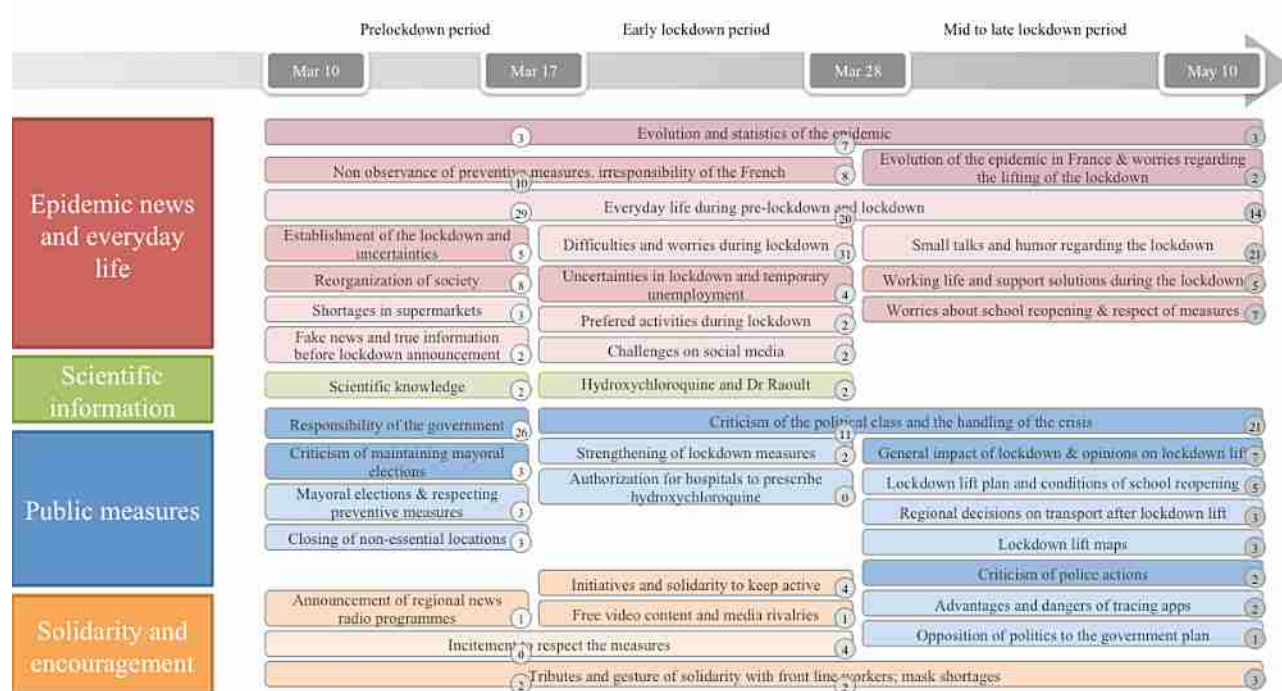 Prelockdown period
Early lockdown period
Mid to late lockdown period
Mar 10
Mar 17
Mar 28
May 10
Epidemic news
and everyday
life
Evolution and statistics of the epidemic
3
7
3
Non observance of preventive measures, irresponsibility of the French
10
8
Evolution of the epidemic in France & worries regarding
the lifting of the lockdown
2
Everyday life during pre-lockdown and lockdown
29
20
14
Establishment of the lockdown and
uncertainties
5
Difficulties and worries during lockdown
31
Small talks and humor regarding the lockdown
21
Reorganization of society
8
Uncertainties in lockdown and temporary
unemployment
4
Working life and support solutions during the lockdown
5
Shortages in supermarkets
3
Prefered activities during lockdown
2
Worries about school reopening & respect of measures
7
Fake news and true information
before lockdown announcement
2
Challenges on social media
2
Scientific
information
Scientific knowledge
2
Hydroxychloroquine and Dr Raoult
2
Public measures
Responsibility of the government
26
Criticism of the political class and the handling of the crisis
11
21
Criticism of maintaining mayoral
elections
3
Strengthening of lockdown measures
2
General impact of lockdown & opinions on lockdown lift
7
Mayoral elections & respecting
preventive measures
3
Authorization for hospitals to prescribe
hydroxychloroquine
0
Lockdown lift plan and conditions of school reopening
5
Regional decisions on transport after lockdown lift
3
Closing of non-essential locations
3
Lockdown lift maps
3
Criticism of police actions
2
Advantages and dangers of tracing apps
2
Opposition of politics to the government plan
1
Solidarity and
encouragement
Initiatives and solidarity to keep active
4
Announcement of regional news
radio programmes
1
Free video content and media rivalries
1
Incitement to respect the measures
0
4
Tributes and gesture of solidarity with front line workers; mask shortages
2
2
3